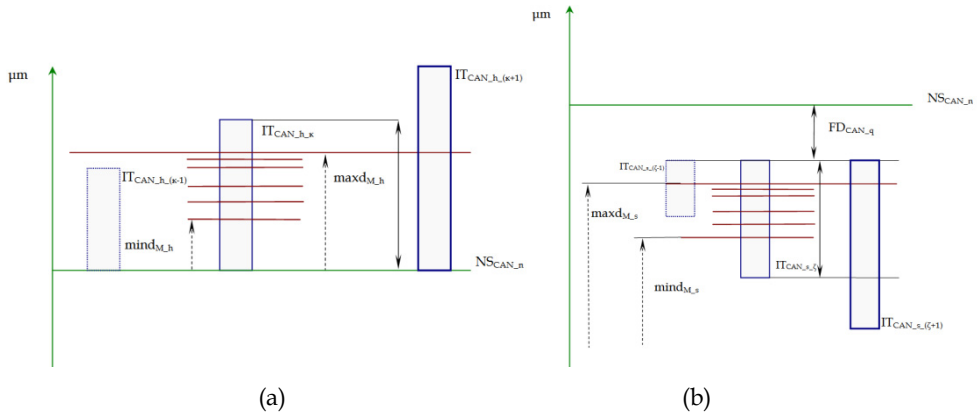 μm
IT_CAN_h_(κ+1)
IT_CAN_h_κ
IT_CAN_h_(κ-1)
maxd_M_h
mind_M_h
NS_CAN_n
(a)
μm
NS_CAN_n
FD_CAN_q
IT_CAN_s_(ζ-1)
maxd_M_s
IT_CAN_s_ζ
mind_M_s
IT_CAN_s_(ζ+1)
(b)